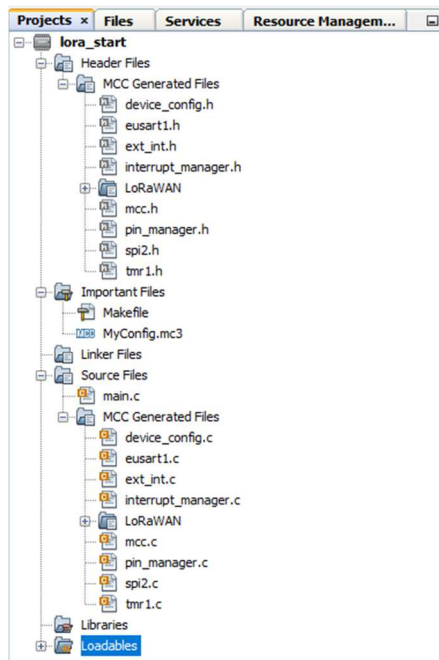 Projects × Files Services Resource Managem...
lora_start
Header Files
MCC Generated Files
device_config.h
eusart1.h
ext_int.h
interrupt_manager.h
LoRaWAN
mcc.h
pin_manager.h
spi2.h
tmr1.h
Important Files
Makefile
MyConfig.mc3
Linker Files
Source Files
main.c
MCC Generated Files
device_config.c
eusart1.c
ext_int.c
interrupt_manager.c
LoRaWAN
mcc.c
pin_manager.c
spi2.c
tmr1.c
Libraries
Loadables